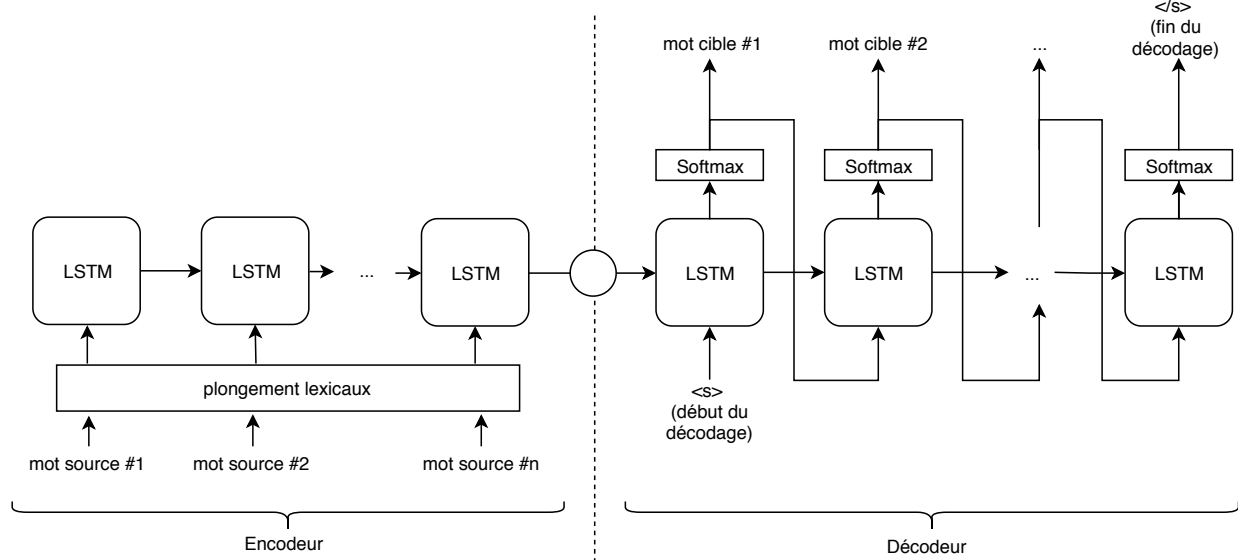 </s>
(fin du
décodage)
mot cible #1
mot cible #2
...
Softmax
Softmax
Softmax
LSTM
LSTM
...
LSTM
LSTM
LSTM
...
LSTM
plongement lexicaux
<s>
(début du
décodage)
mot source #1
mot source #2
mot source #n
Encodeur
Décodeur